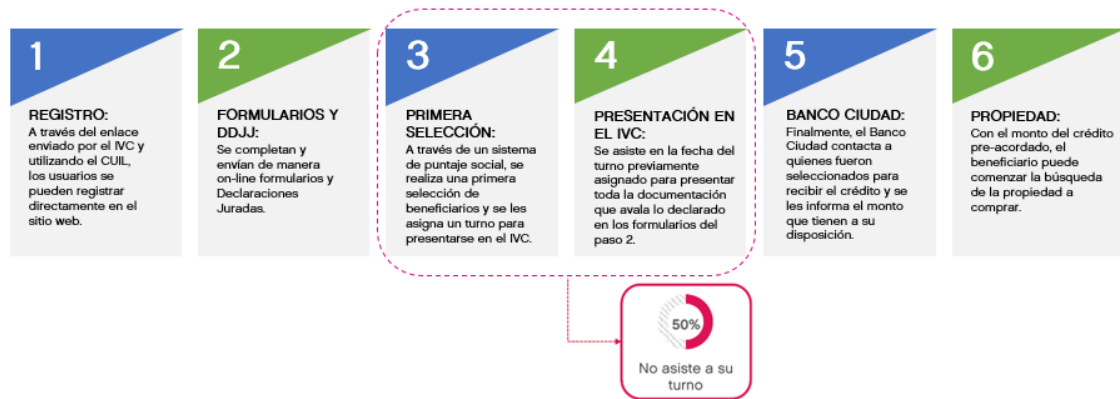 1
REGISTRO:
A través del enlace
enviado por el IVC y
utilizando el CUIL,
los usuarios se
pueden registrar
directamente en el
sitio web.
2
FORMULARIOS Y
DDJJ:
Se completan y
envían de manera
on-line formularios y
Declaraciones
Juradas.
3
PRIMERA
SELECCIÓN:
A través de un sistema
de puntaje social, se
realiza una primera
selección de
beneficiarios y se les
asigna un turno para
presentarse en el IVC.
4
PRESENTACIÓN EN
EL IVC:
Se asiste en la fecha del
turno previamente
asignado para presentar
toda la documentación
que avala lo declarado
en los formularios del
paso 2.
5
BANCO CIUDAD:
Finalmente, el Banco
Ciudad contacta a
quienes fueron
seleccionados para
recibir el crédito y se
les informa el monto
que tienen a su
disposición.
6
PROPIEDAD:
Con el monto del crédito
pre-acordado, el
beneficiario puede
comenzar la búsqueda
de la propiedad a
comprar.
50%
No asiste a su
turno